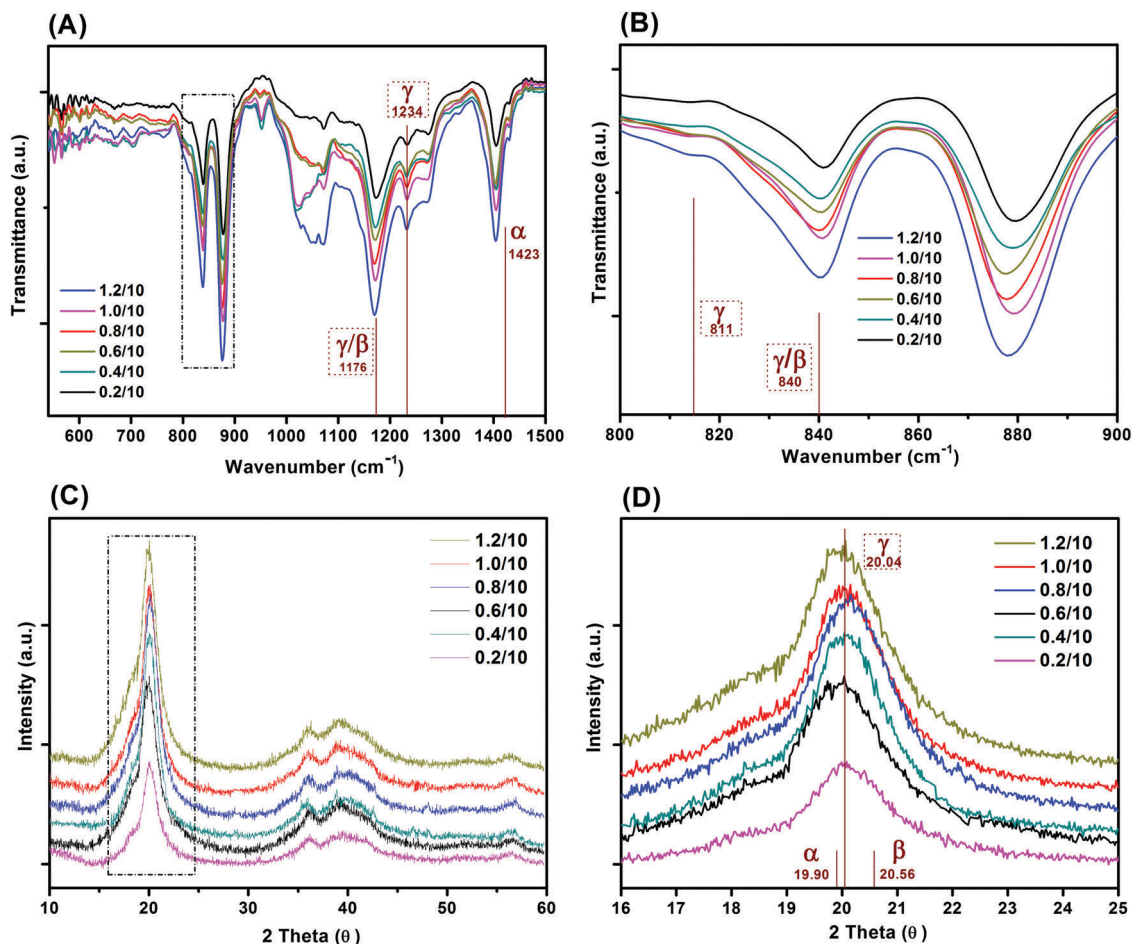 (A)
γ
1234
α
1423
γ/β
1176
1.2/10
1.0/10
0.8/10
0.6/10
0.4/10
0.2/10
Transmittance (a.u.)
600 700 800 900 1000 1100 1200 1300 1400 1500
Wavenumber (cm⁻¹)
(B)
γ
811
γ/β
840
1.2/10
1.0/10
0.8/10
0.6/10
0.4/10
0.2/10
Transmittance (a.u.)
800 820 840 860 880 900
Wavenumber (cm⁻¹)
(C)
1.2/10
1.0/10
0.8/10
0.6/10
0.4/10
0.2/10
Intensity (a.u.)
10 20 30 40 50 60
2 Theta (θ)
(D)
γ
20.04
1.2/10
1.0/10
0.8/10
0.6/10
0.4/10
0.2/10
α
19.90
β
20.56
Intensity (a.u.)
16 17 18 19 20 21 22 23 24 25
2 Theta (θ)